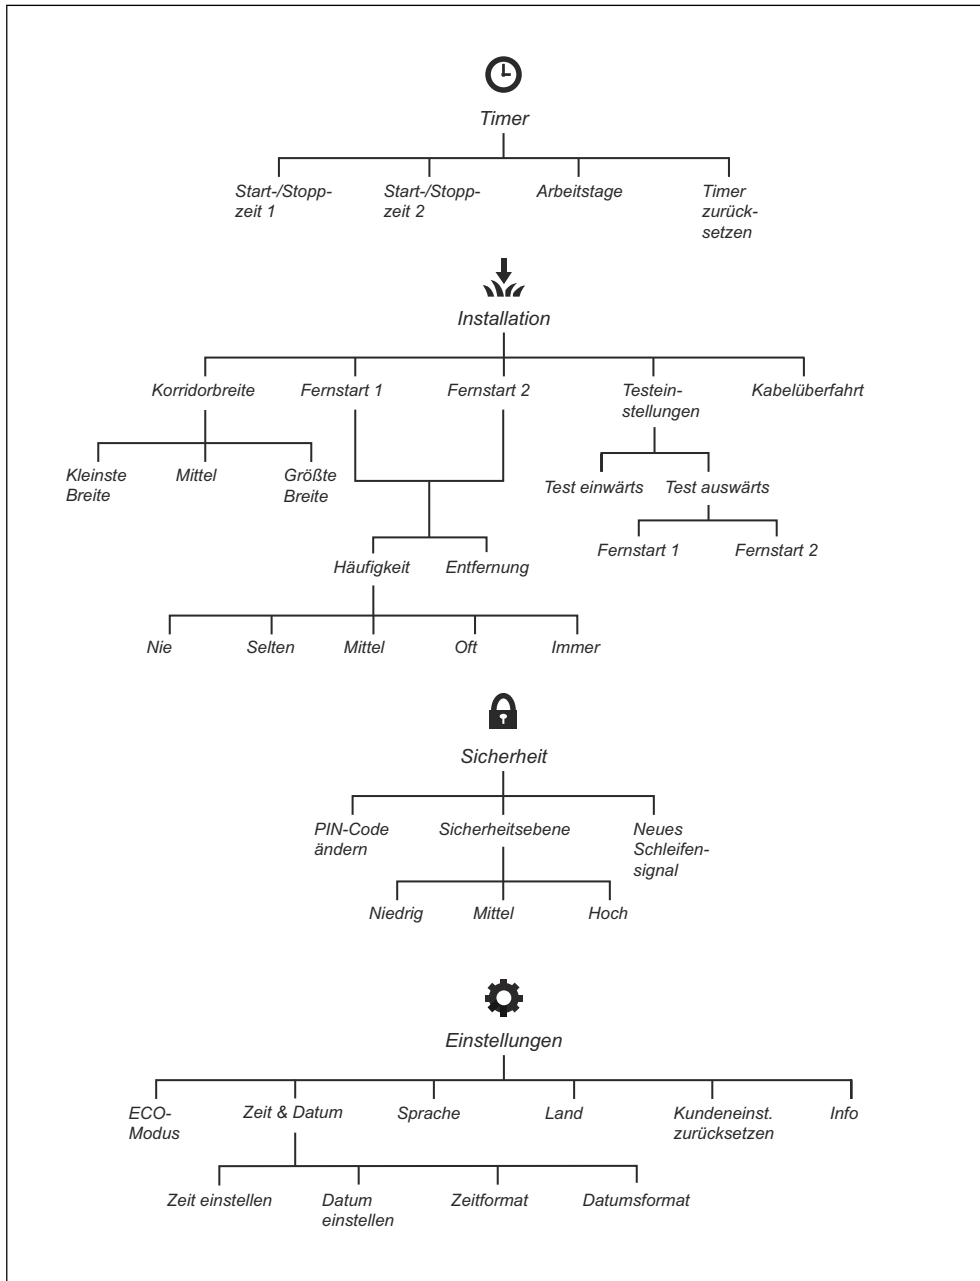 Timer
Start-/Stopp-
zeit 1
Start-/Stopp-
zeit 2
Arbeitstage
Timer
zurück-
setzen
Installation
Korridorbreite
Fernstart 1
Fernstart 2
Testein-
stellungen
Kabelüberfahrt
Kleinste
Breite
Mittel
Größte
Breite
Test einwärts
Test auswärts
Fernstart 1
Fernstart 2
Häufigkeit
Entfernung
Nie
Selten
Mittel
Oft
Immer
Sicherheit
PIN-Code
ändern
Sicherheitsebene
Neues
Schleifen-
signal
Niedrig
Mittel
Hoch
Einstellungen
ECO-
Modus
Zeit & Datum
Sprache
Land
Kundeneinst.
zurücksetzen
Info
Zeit einstellen
Datum
einstellen
Zeitformat
Datumsformat